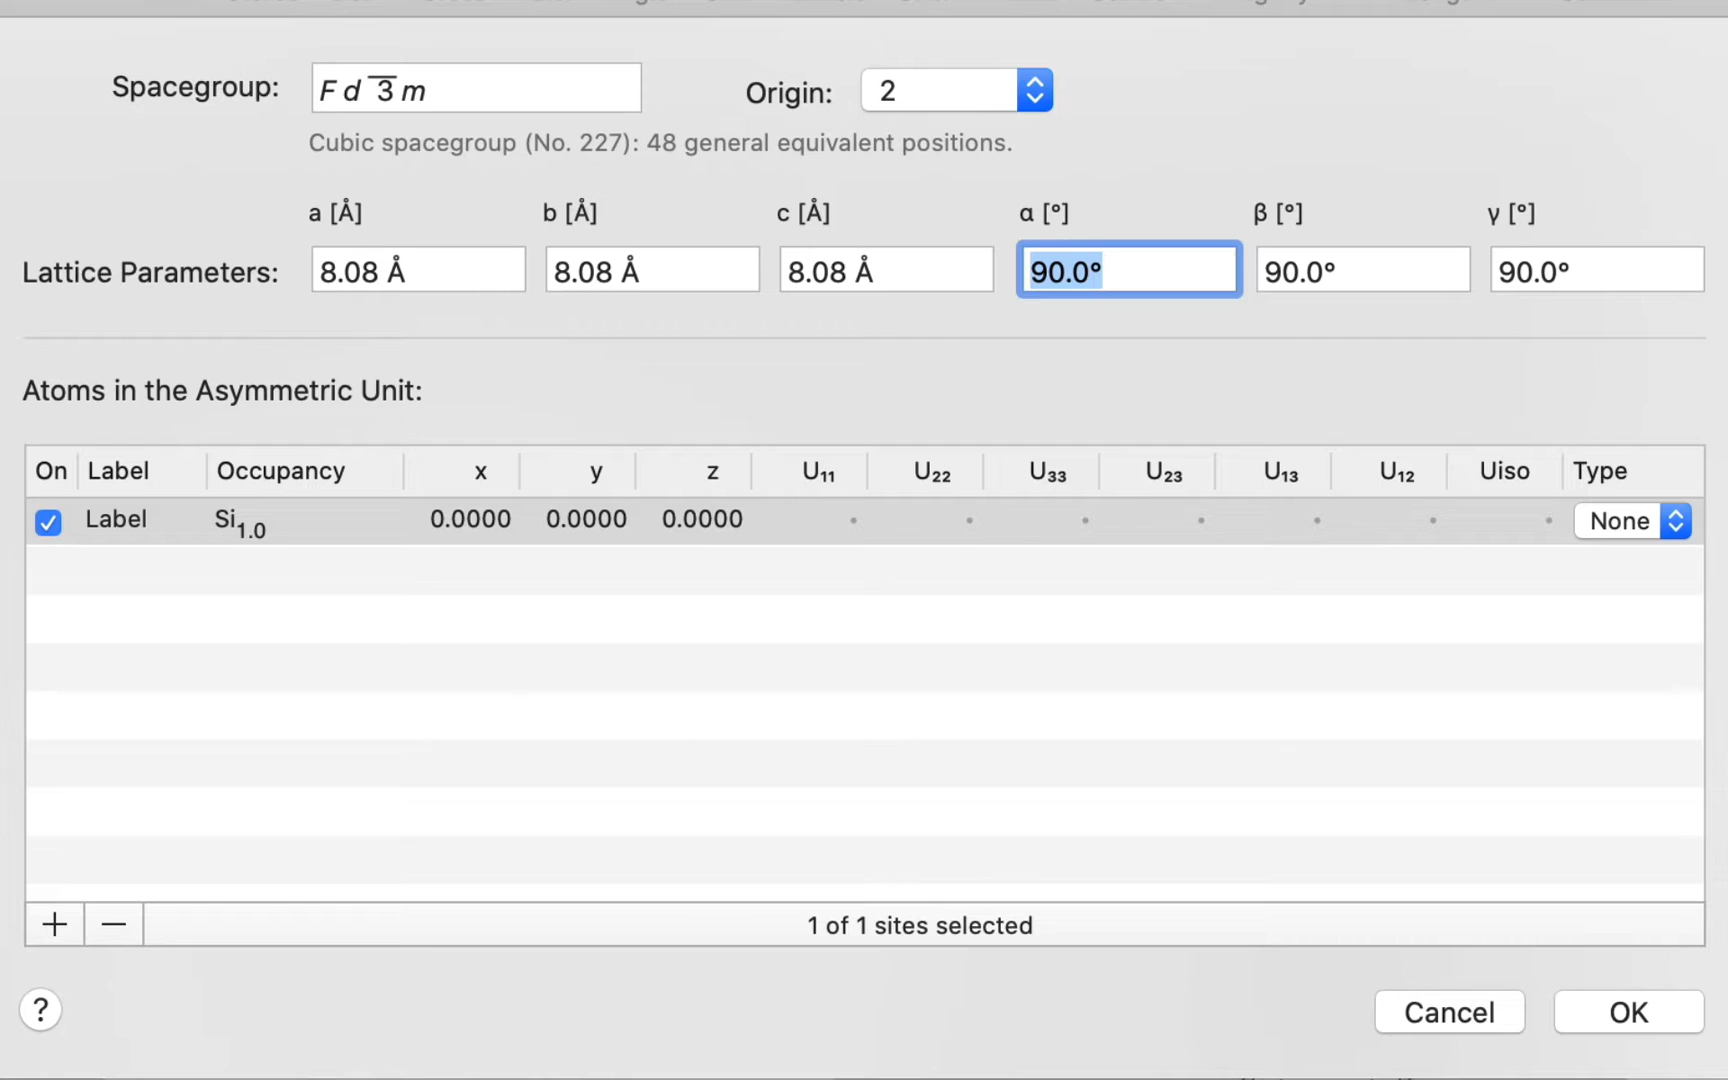 Spacegroup: F d 3̅ m Origin: 2
Cubic spacegroup (No. 227): 48 general equivalent positions.
a [Å] b [Å] c [Å] α [°] β [°] γ [°]
Lattice Parameters: 8.08 Å 8.08 Å 8.08 Å 90.0° 90.0° 90.0°
Atoms in the Asymmetric Unit:
On Label Occupancy x y z U₁₁ U₂₂ U₃₃ U₂₃ U₁₃ U₁₂ Uiso Type
Label Si₁.₀ 0.0000 0.0000 0.0000 • • • • • • • None
+ − 1 of 1 sites selected
? Cancel OK